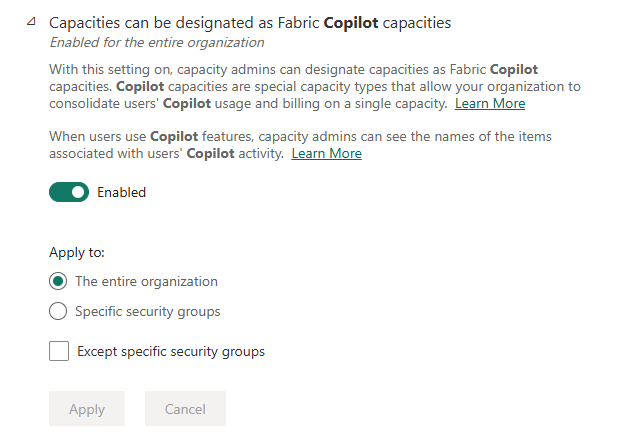 Capacities can be designated as Fabric Copilot capacities
Enabled for the entire organization
With this setting on, capacity admins can designate capacities as Fabric Copilot
capacities. Copilot capacities are special capacity types that allow your organization to
consolidate users' Copilot usage and billing on a single capacity. Learn More
When users use Copilot features, capacity admins can see the names of the items
associated with users' Copilot activity. Learn More
Enabled
Apply to:
The entire organization
Specific security groups
Except specific security groups
Apply Cancel